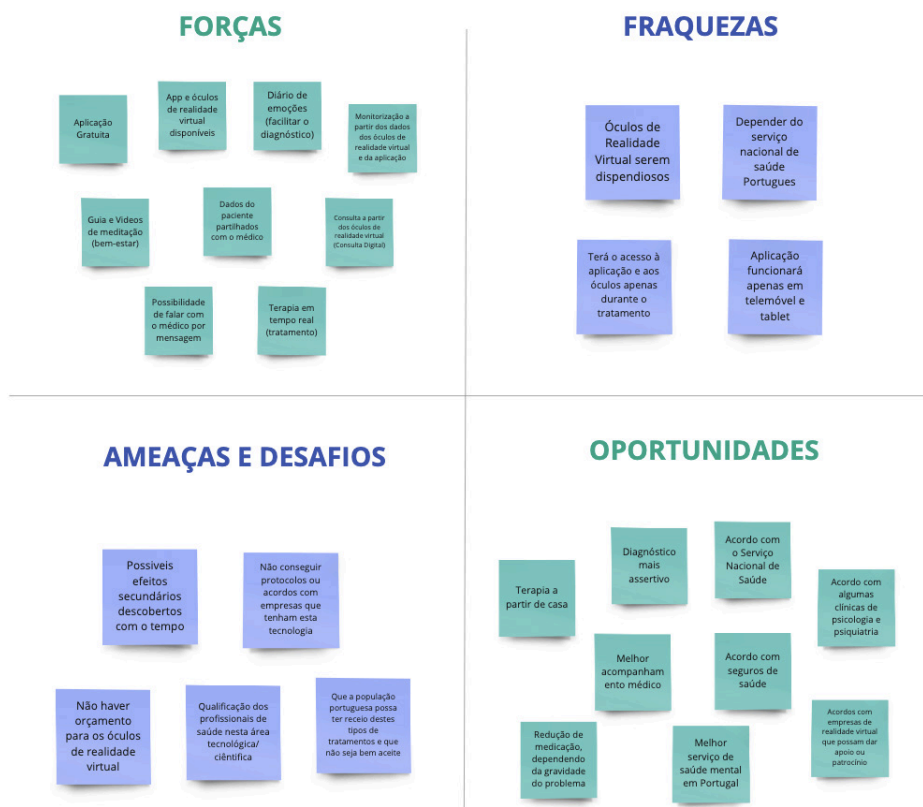 FORÇAS
Aplicação
Gratuita
App e óculos
de realidade
virtual
disponíveis
Diário de
emoções
(facilitar o
diagnóstico)
Monitorização a
partir dos dados
dos óculos de
realidade virtual
e da aplicação
Guia e Videos
de meditação
(bem-estar)
Dados do
paciente
partilhados
com o médico
Consulta a partir
dos óculos de
realidade virtual
(Consulta Digital)
Possibilidade
de falar com
o médico por
mensagem
Terapia em
tempo real
(tratamento)
FRAQUEZAS
Óculos de
Realidade
Virtual serem
dispendiosos
Depender do
serviço
nacional de
saúde
Portugues
Terá o acesso à
aplicação e aos
óculos apenas
durante o
tratamento
Aplicação
funcionará
apenas em
telemóvel e
tablet
AMEAÇAS E DESAFIOS
Possiveis
efeitos
secundários
descobertos
com o tempo
Não conseguir
protocolos ou
acordos com
empresas que
tenham esta
tecnologia
Não haver
orçamento
para os óculos
de realidade
virtual
Qualificação dos
profissionais de
saúde nesta área
tecnológica/
ciêntifica
Que a população
portuguesa possa
ter receio destes
tipos de
tratamentos e que
não seja bem aceite
OPORTUNIDADES
Terapia a
partir de casa
Diagnóstico
mais
assertivo
Acordo com
o Serviço
Nacional de
Saúde
Acordo com
algumas
clínicas de
psicologia e
psiquiatria
Melhor
acompanham
ento médico
Acordo com
seguros de
saúde
Redução de
medicação,
dependendo
da gravidade
do problema
Melhor
serviço de
saúde mental
em Portugal
Acordos com
empresas de
realidade virtual
que possam dar
apoio ou
patrocínio